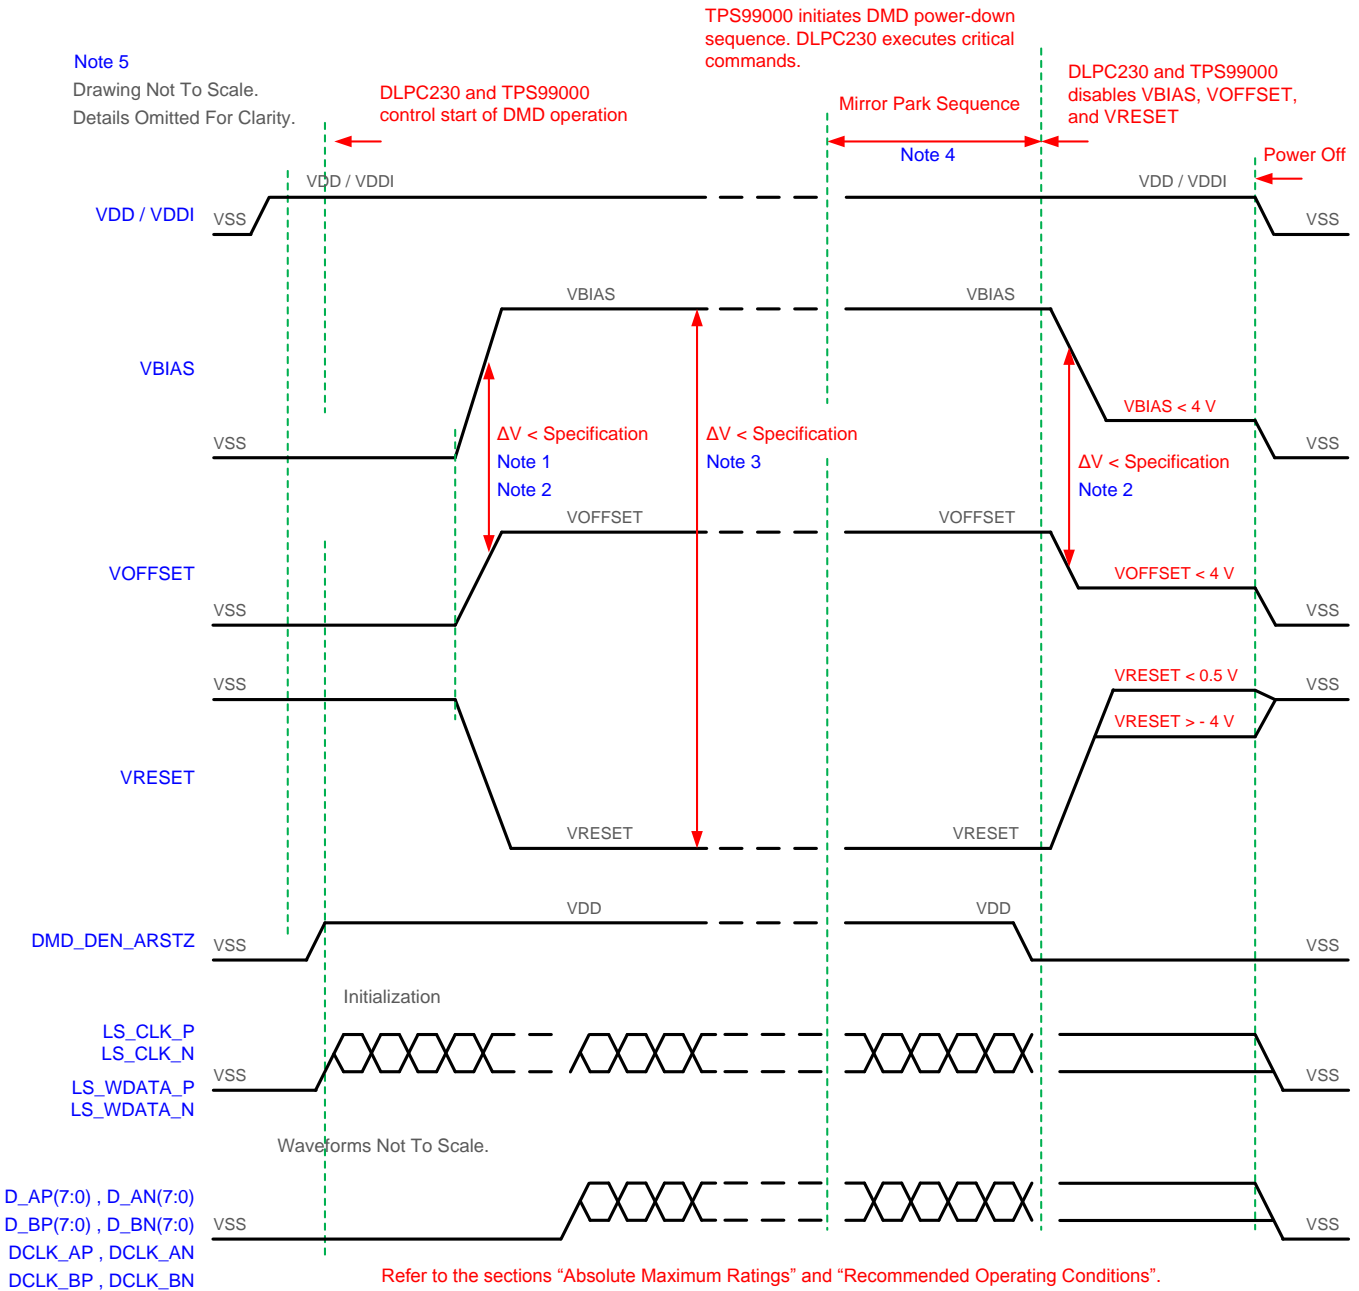 TPS99000 initiates DMD power-down
sequence. DLPC230 executes critical
commands.
Note 5
Drawing Not To Scale.
Details Omitted For Clarity.
DLPC230 and TPS99000
control start of DMD operation
Mirror Park Sequence
Note 4
DLPC230 and TPS99000
disables VBIAS, VOFFSET,
and VRESET
Power Off
VDD / VDDI
VSS
VDD / VDDI
VDD / VDDI
VSS
VBIAS
VSS
VBIAS
VBIAS
VBIAS < 4 V
VSS
ΔV < Specification
Note 1
Note 2
ΔV < Specification
Note 3
ΔV < Specification
Note 2
VOFFSET
VSS
VOFFSET
VOFFSET
VOFFSET < 4 V
VSS
VRESET
VSS
VRESET
VRESET
VRESET < 0.5 V
VRESET > - 4 V
VSS
DMD_DEN_ARSTZ
VSS
VDD
VDD
VSS
Initialization
LS_CLK_P
LS_CLK_N
LS_WDATA_P
LS_WDATA_N
VSS
VSS
Waveforms Not To Scale.
D_AP(7:0) , D_AN(7:0)
D_BP(7:0) , D_BN(7:0)
DCLK_AP , DCLK_AN
DCLK_BP , DCLK_BN
VSS
VSS
Refer to the sections “Absolute Maximum Ratings” and “Recommended Operating Conditions”.